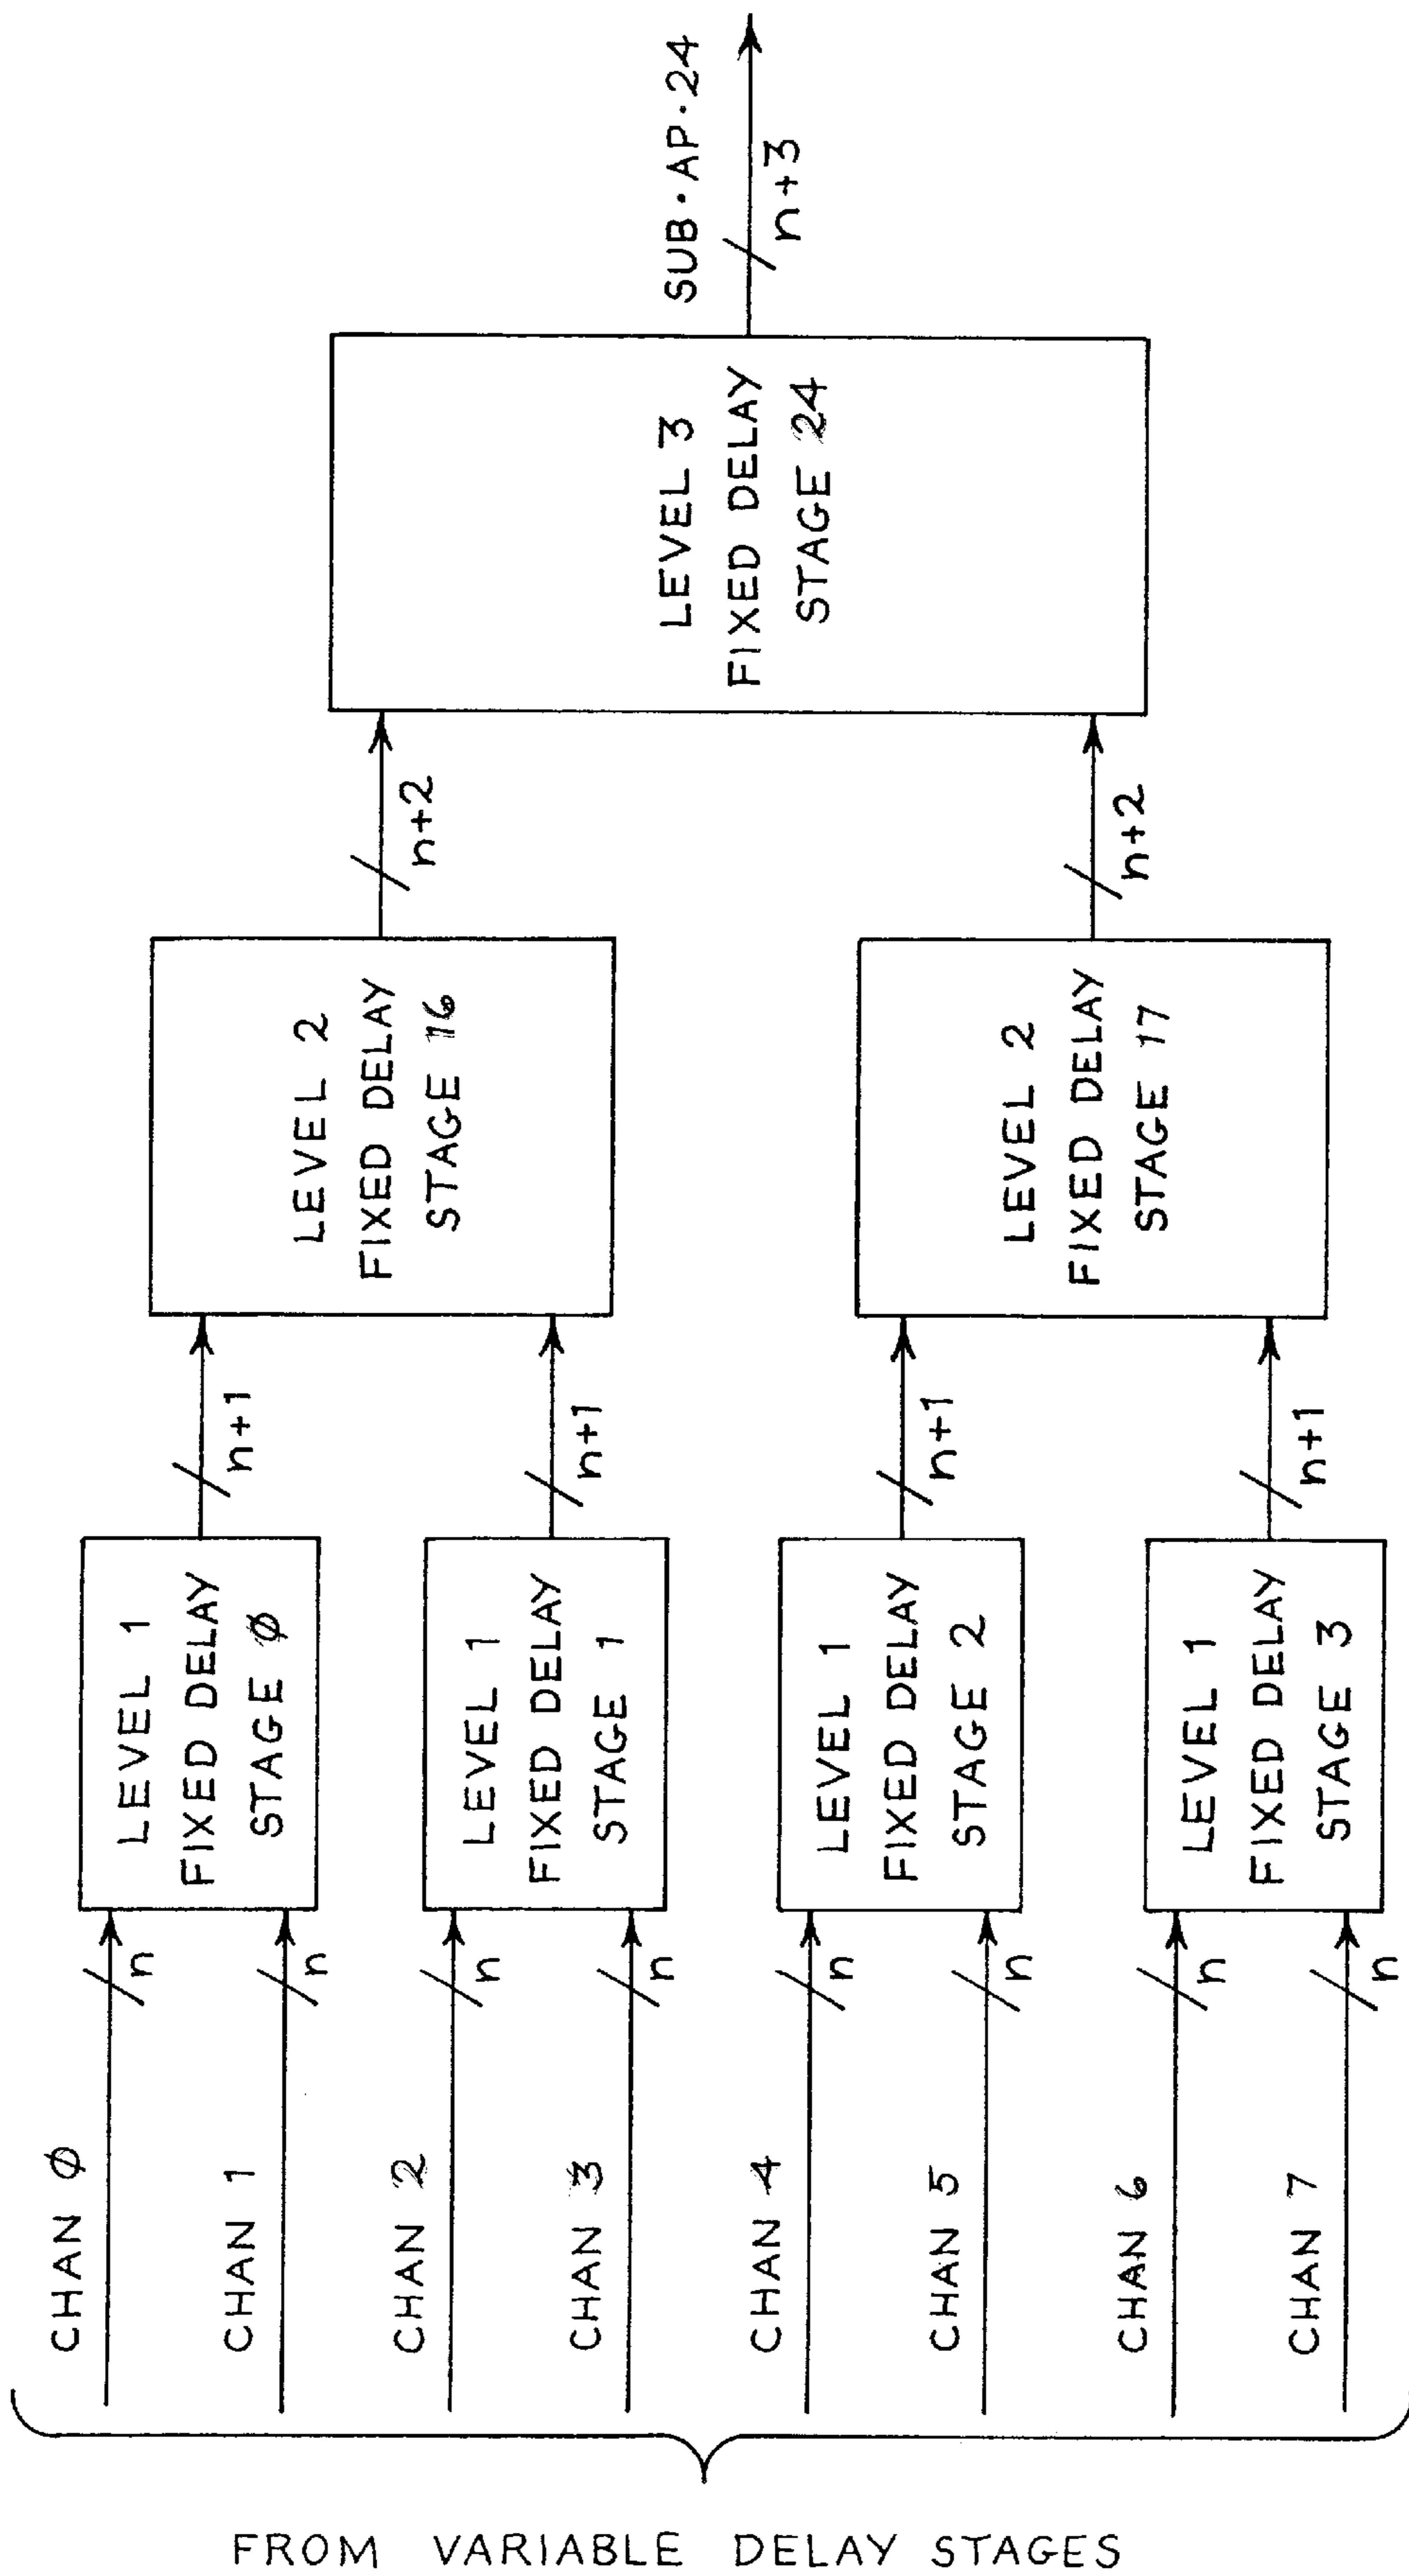 CHAN Ø
n
CHAN 1
n
CHAN 2
n
CHAN 3
n
CHAN 4
n
CHAN 5
n
CHAN 6
n
CHAN 7
n
FROM VARIABLE DELAY STAGES
LEVEL 1
FIXED DELAY
STAGE Ø
n+1
LEVEL 1
FIXED DELAY
STAGE 1
n+1
LEVEL 1
FIXED DELAY
STAGE 2
n+1
LEVEL 1
FIXED DELAY
STAGE 3
n+1
LEVEL 2
FIXED DELAY
STAGE 16
n+2
LEVEL 2
FIXED DELAY
STAGE 17
n+2
LEVEL 3
FIXED DELAY
STAGE 24
SUB·AP·24
n+3